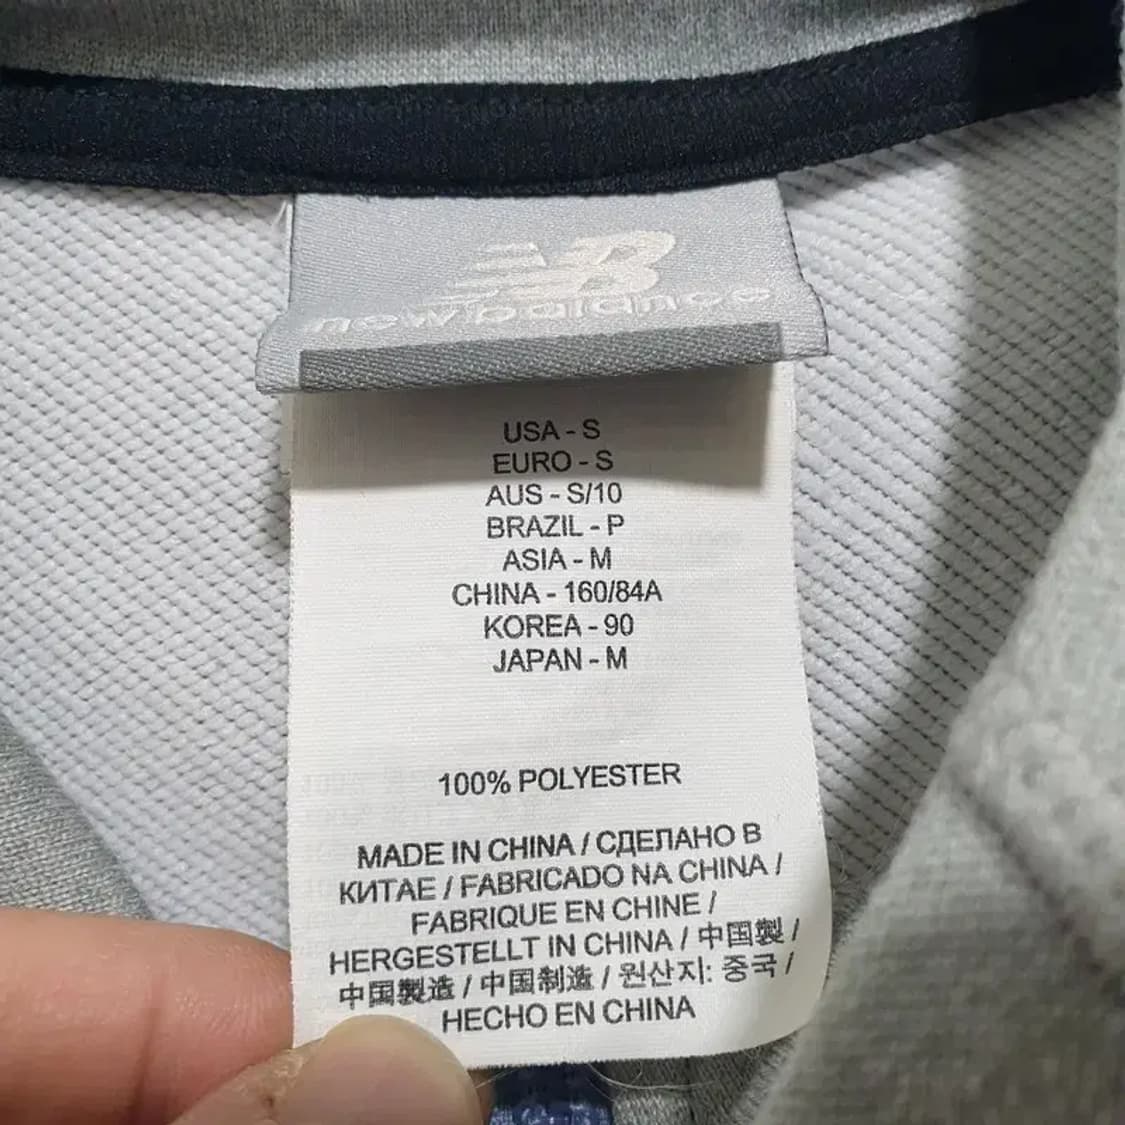 NB
new balance
USA - S
EURO - S
AUS - S/10
BRAZIL - P
ASIA - M
CHINA - 160/84A
KOREA - 90
JAPAN - M
100% POLYESTER
MADE IN CHINA / СДЕЛАНО В
КИТАЕ / FABRICADO NA CHINA /
FABRIQUE EN CHINE /
HERGESTELLT IN CHINA / 中国製 /
中国製造 / 中国制造 / 원산지: 중국 /
HECHO EN CHINA